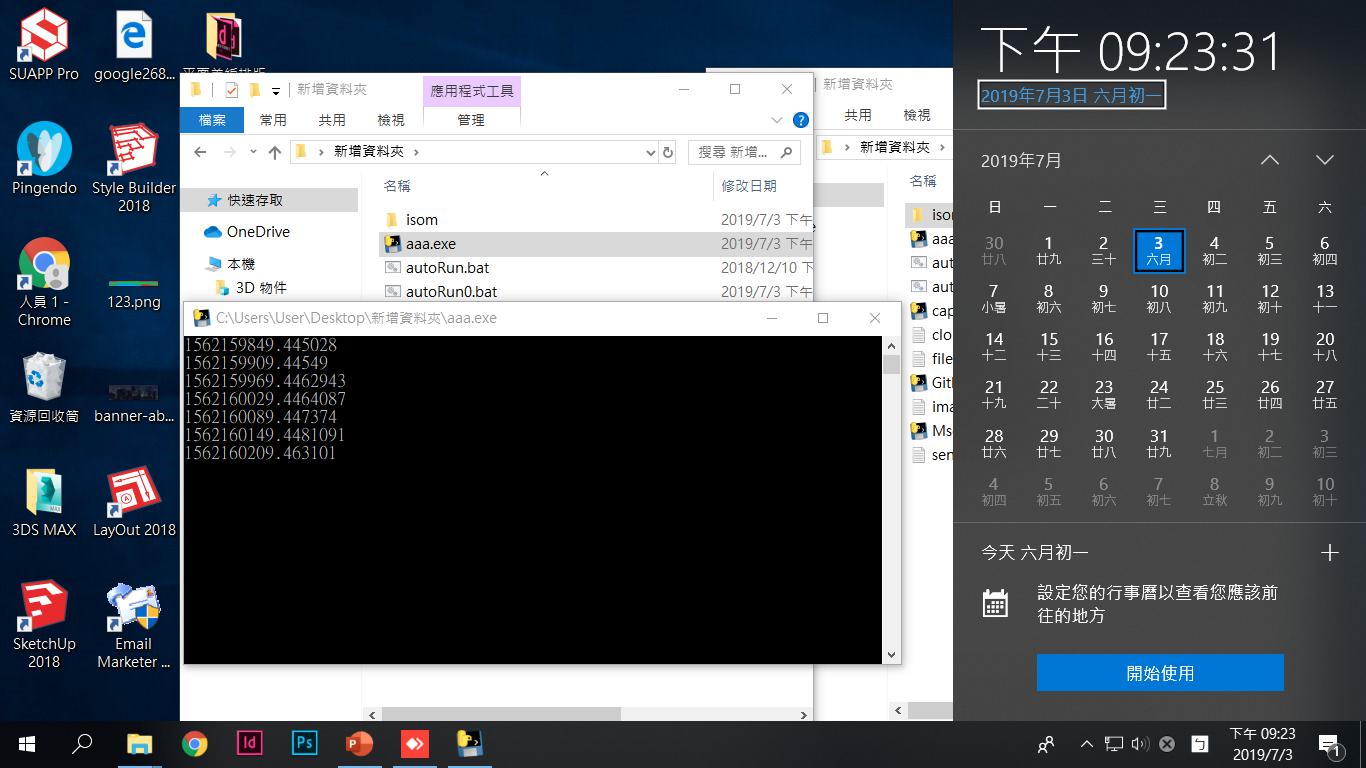 SUAPP Pro
google268...
Pingendo
Style Builder
2018
人員 1 -
Chrome
123.png
資源回收筒
banner-ab...
3DS MAX
LayOut 2018
SketchUp
2018
Email
Marketer ...
新增資料夾
應用程式工具
檔案
常用
共用
檢視
管理
新增資料夾
搜尋 新增...
快速存取
OneDrive
本機
3D 物件
名稱
修改日期
isom
2019/7/3 下午
aaa.exe
2019/7/3 下午
autoRun.bat
2018/12/10 下
autoRun0.bat
2019/7/3 下午
新增資料夾
共用
檢視
新增資料夾
名稱
iso
aaa
aut
aut
cap
clo
file
Gitl
ima
Ms
sen
C:\Users\User\Desktop\新增資料夾\aaa.exe
1562159849.445028
1562159909.44549
1562159969.4462943
1562160029.4464087
1562160089.447374
1562160149.4481091
1562160209.463101
下午 09:23:31
2019年7月3日 六月初一
2019年7月
日 一 二 三 四 五 六
30 1 2 3 4 5 6
廿八 廿九 三十 六月 初二 初三 初四
7 8 9 10 11 12 13
小暑 初六 初七 初八 初九 初十 十一
14 15 16 17 18 19 20
十二 十三 十四 十五 十六 十七 十八
21 22 23 24 25 26 27
十九 二十 大暑 廿二 廿三 廿四 廿五
28 29 30 31 1 2 3
廿六 廿七 廿八 廿九 七月 初二 初三
4 5 6 7 8 9 10
初四 初五 初六 初七 立秋 初九 初十
今天 六月初一
設定您的行事曆以查看您應該前
往的地方
開始使用
下午 09:23
2019/7/3
1